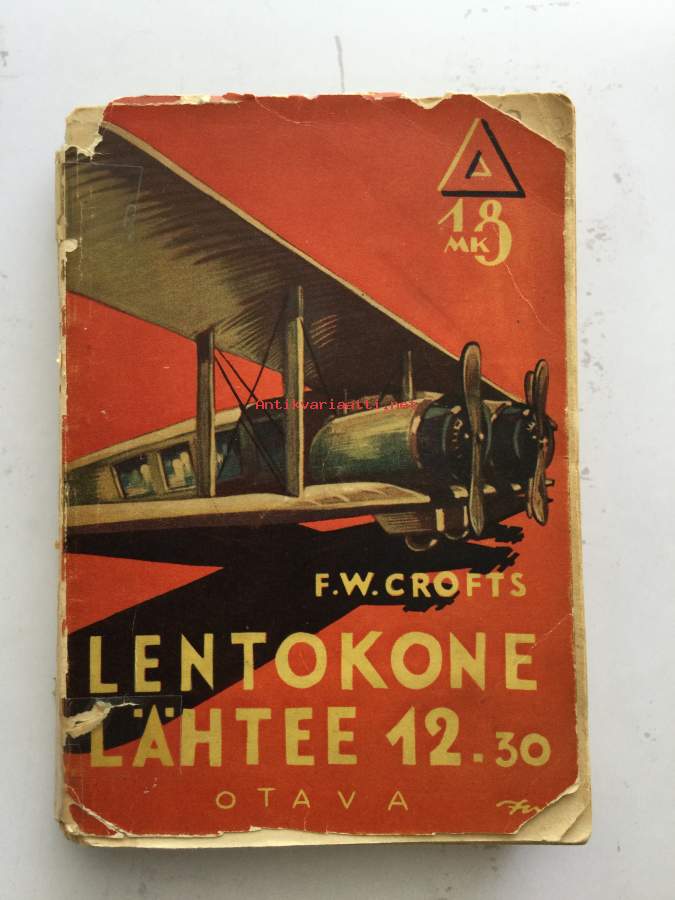 18
MK
Antikvariaatti.net
F.W.CROFTS
LENTOKONE
LÄHTEE 12.30
OTAVA